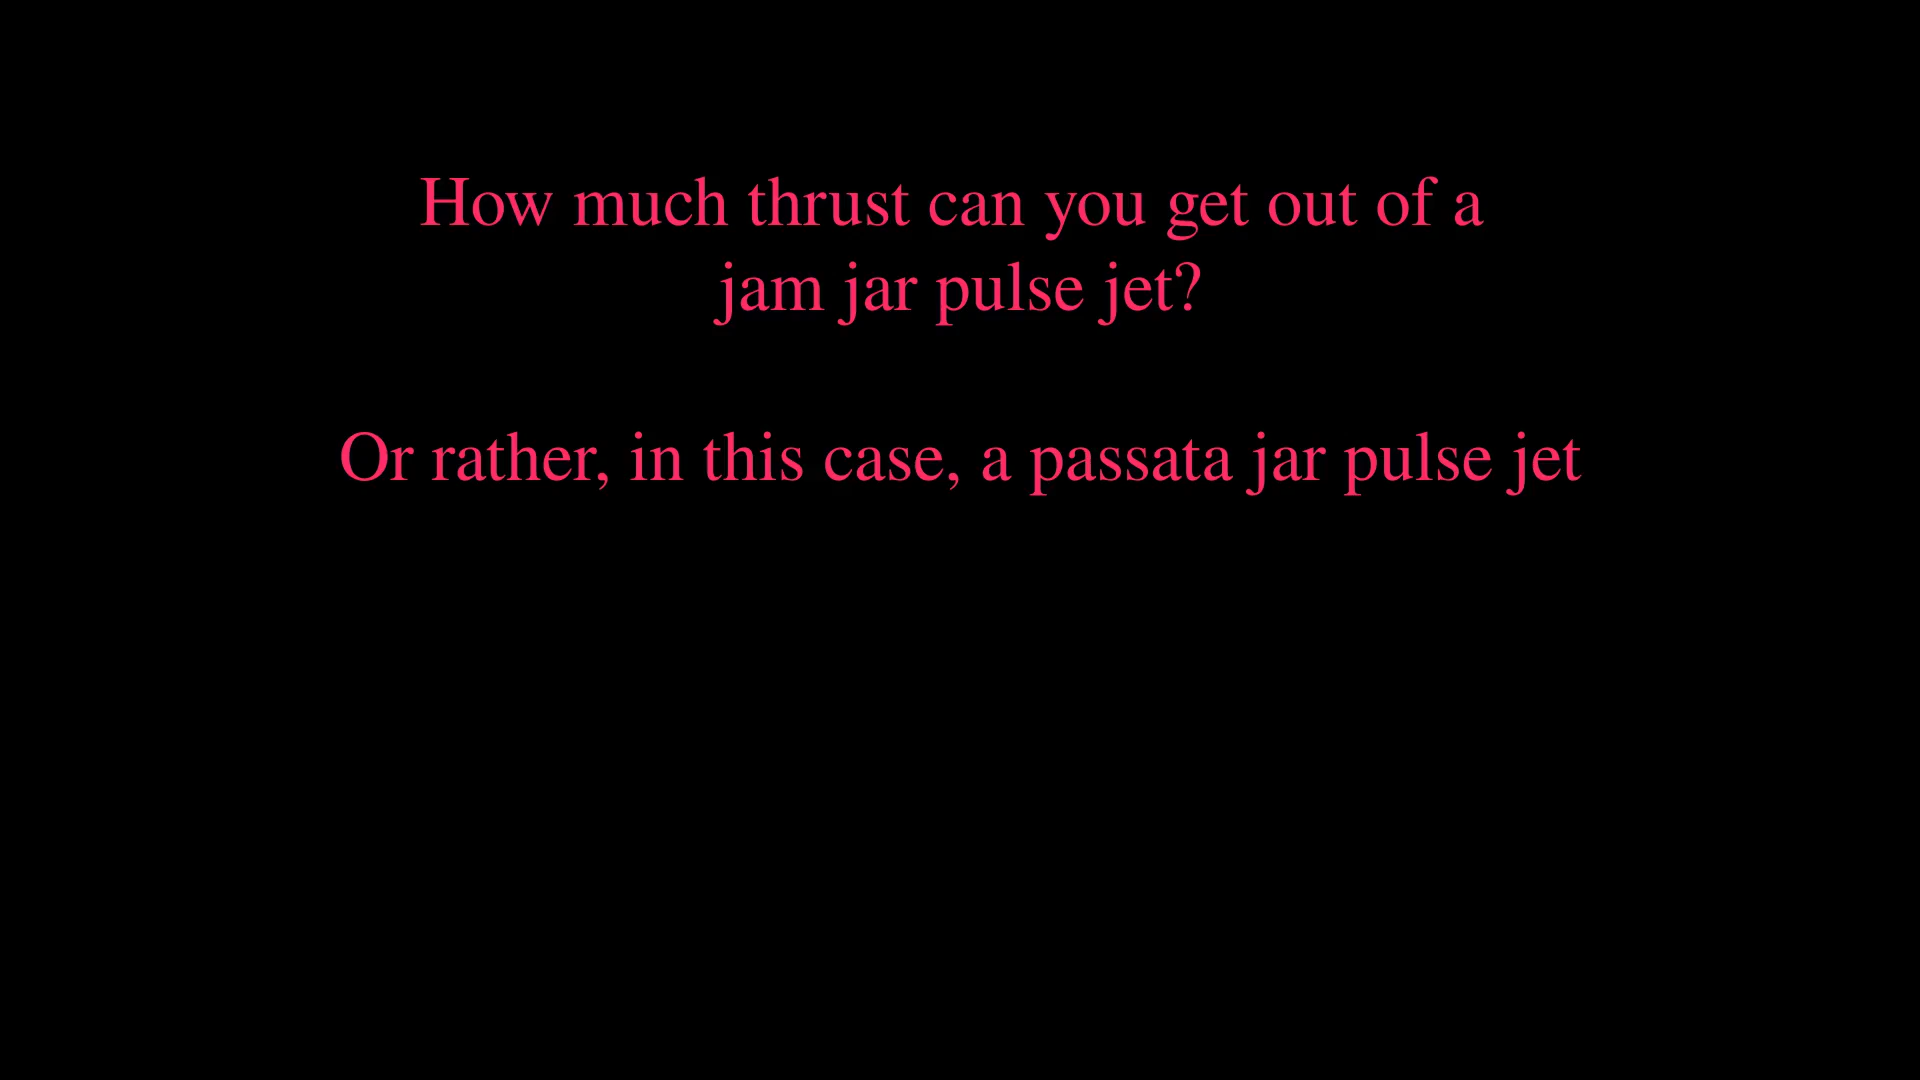 How much thrust can you get out of a
jam jar pulse jet?
Or rather, in this case, a passata jar pulse jet